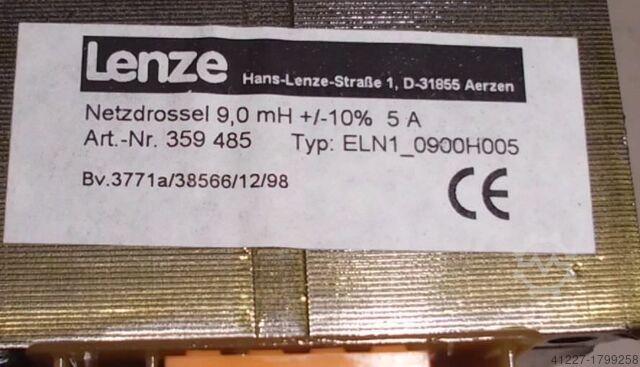 Lenze Hans-Lenze-Straße 1, D-31855 Aerzen
Netzdrossel 9,0 mH +/-10% 5 A
Art.-Nr. 359 485 Typ: ELN1_0900H005
Bv.3771a/38566/12/98
CE
41227-1799258